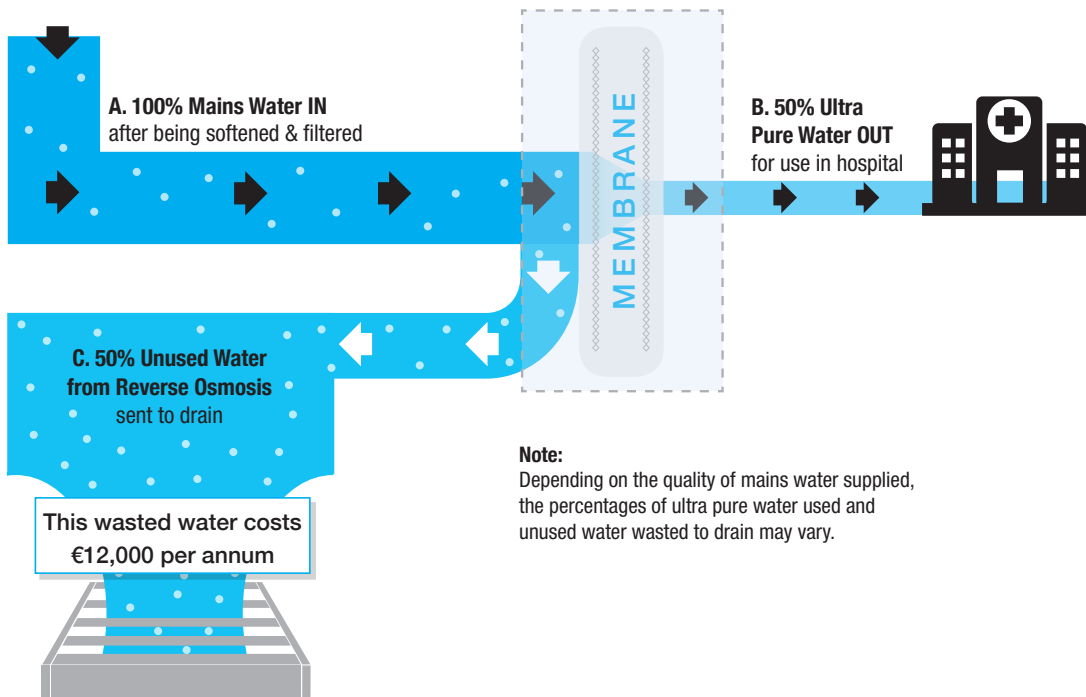 A. 100% Mains Water IN
after being softened & filtered
MEMBRANE
B. 50% Ultra
Pure Water OUT
for use in hospital
C. 50% Unused Water
from Reverse Osmosis
sent to drain
This wasted water costs
€12,000 per annum
Note:
Depending on the quality of mains water supplied,
the percentages of ultra pure water used and
unused water wasted to drain may vary.